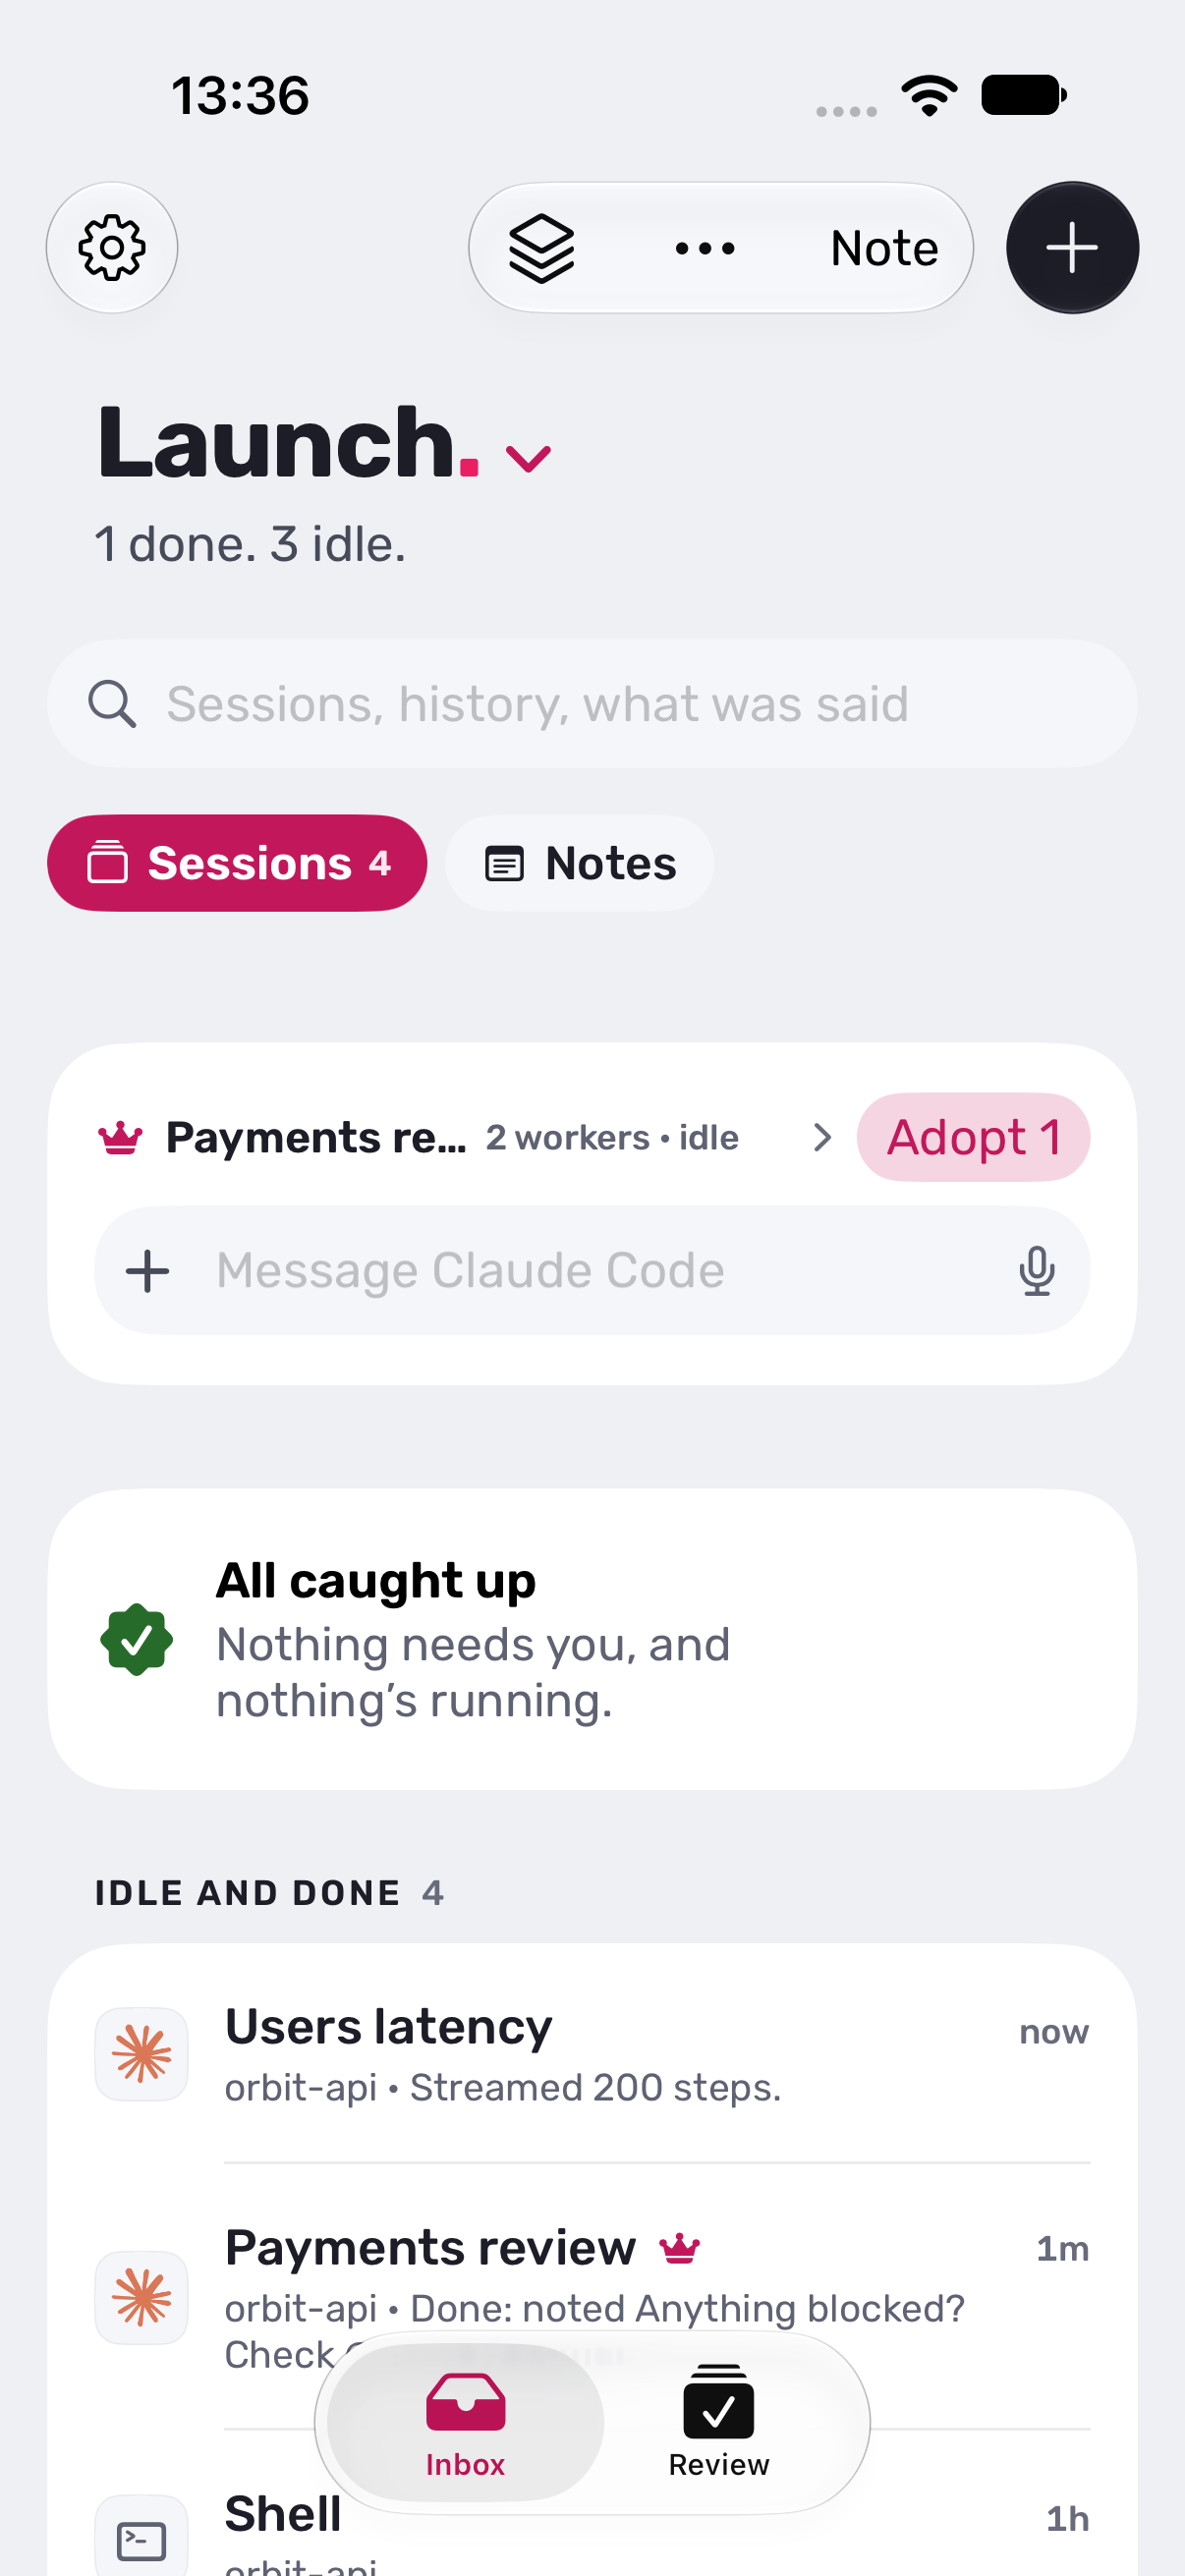 13:36
Note
Launch.
1 done. 3 idle.
Sessions, history, what was said
Sessions 4
Notes
Payments re... 2 workers • idle
Adopt 1
Message Claude Code
All caught up
Nothing needs you, and
nothing's running.
IDLE AND DONE 4
Users latency
now
orbit-api • Streamed 200 steps.
Payments review
1m
orbit-api • Done: noted Anything blocked?
Check
Inbox
Review
Shell
1h
orbit-api